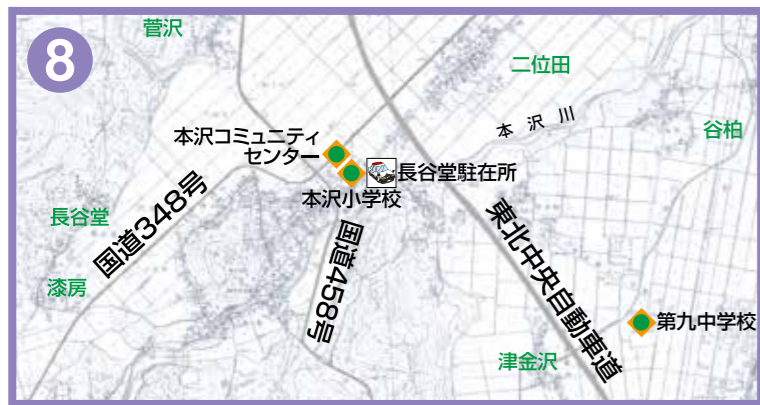 8
菅沢
二位田
本沢川
谷柏
本沢コミュニティ
センター
長谷堂駐在所
本沢小学校
長谷堂
国道348号
漆房
国道458号
東北中央自動車道
第九中学校
津金沢